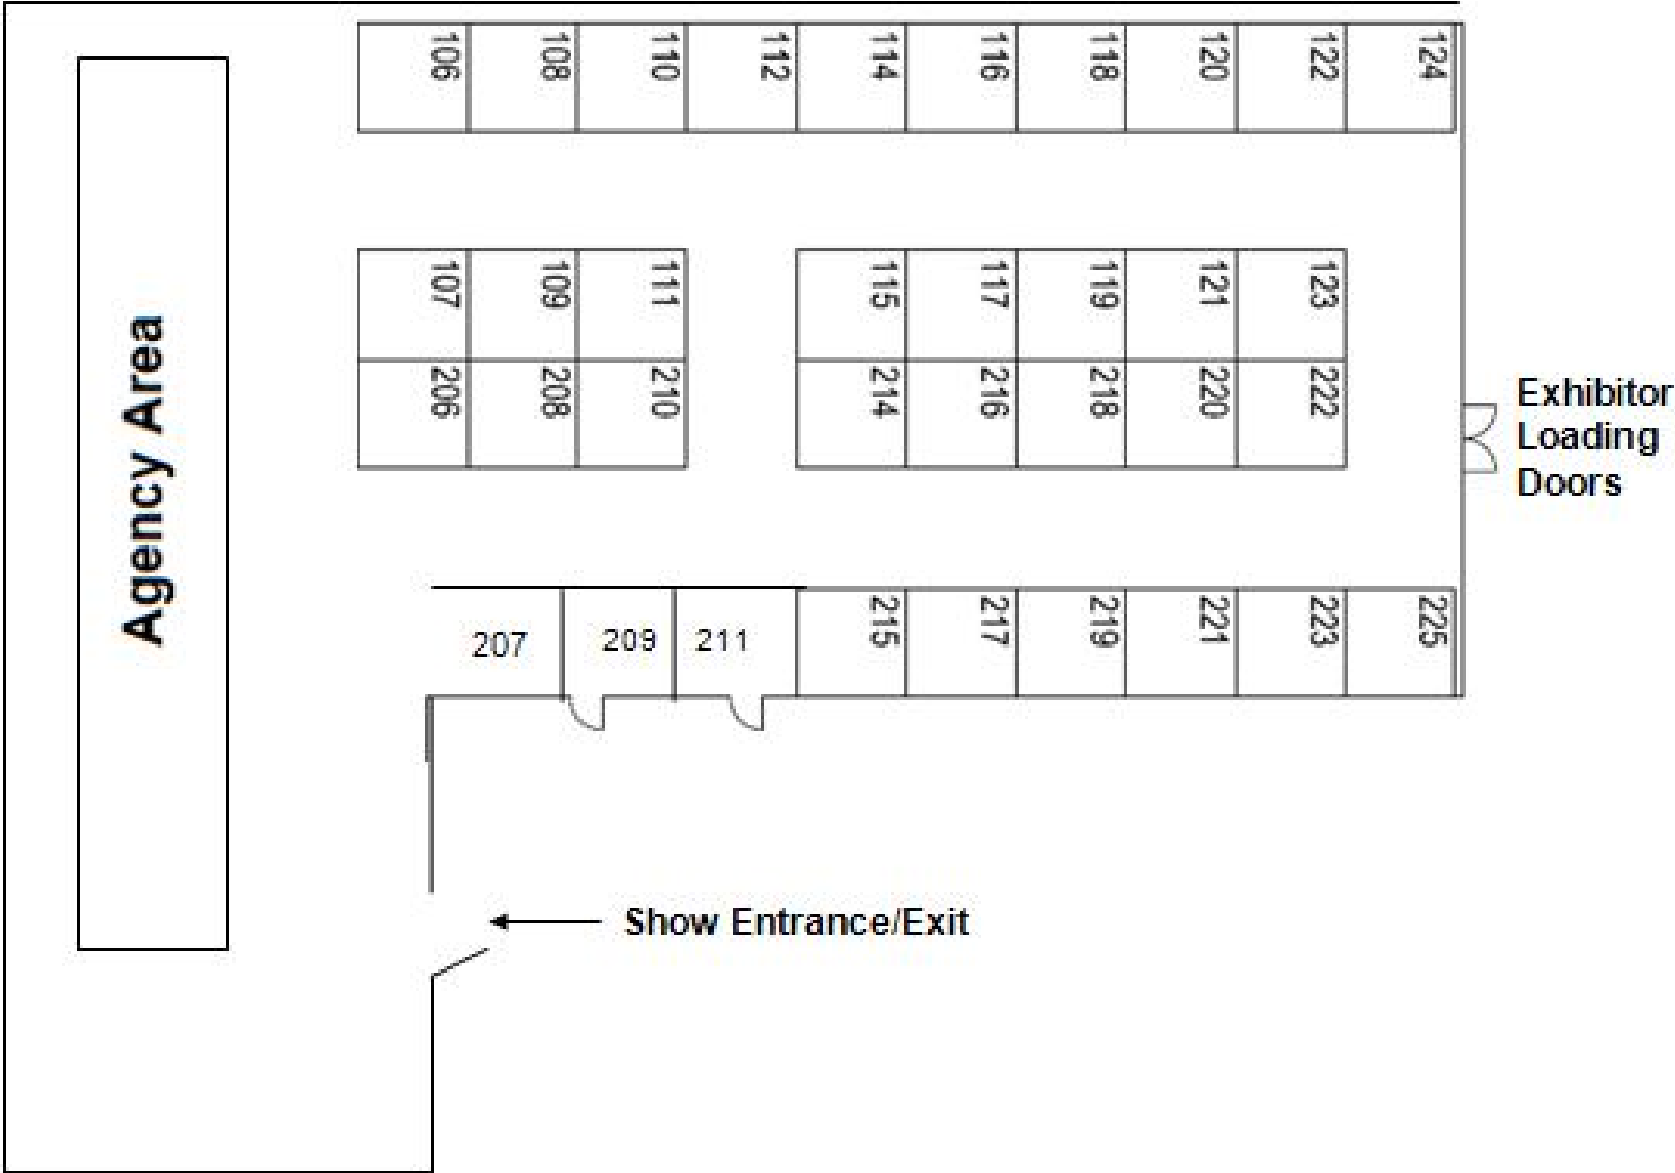 106 108 110 112 114 116 118 120 122 124
107 109 111 115 117 119 121 123
206 208 210 214 216 218 220 222
207 209 211 215 217 219 221 223 225
Agency Area
Exhibitor
Loading
Doors
Show Entrance/Exit